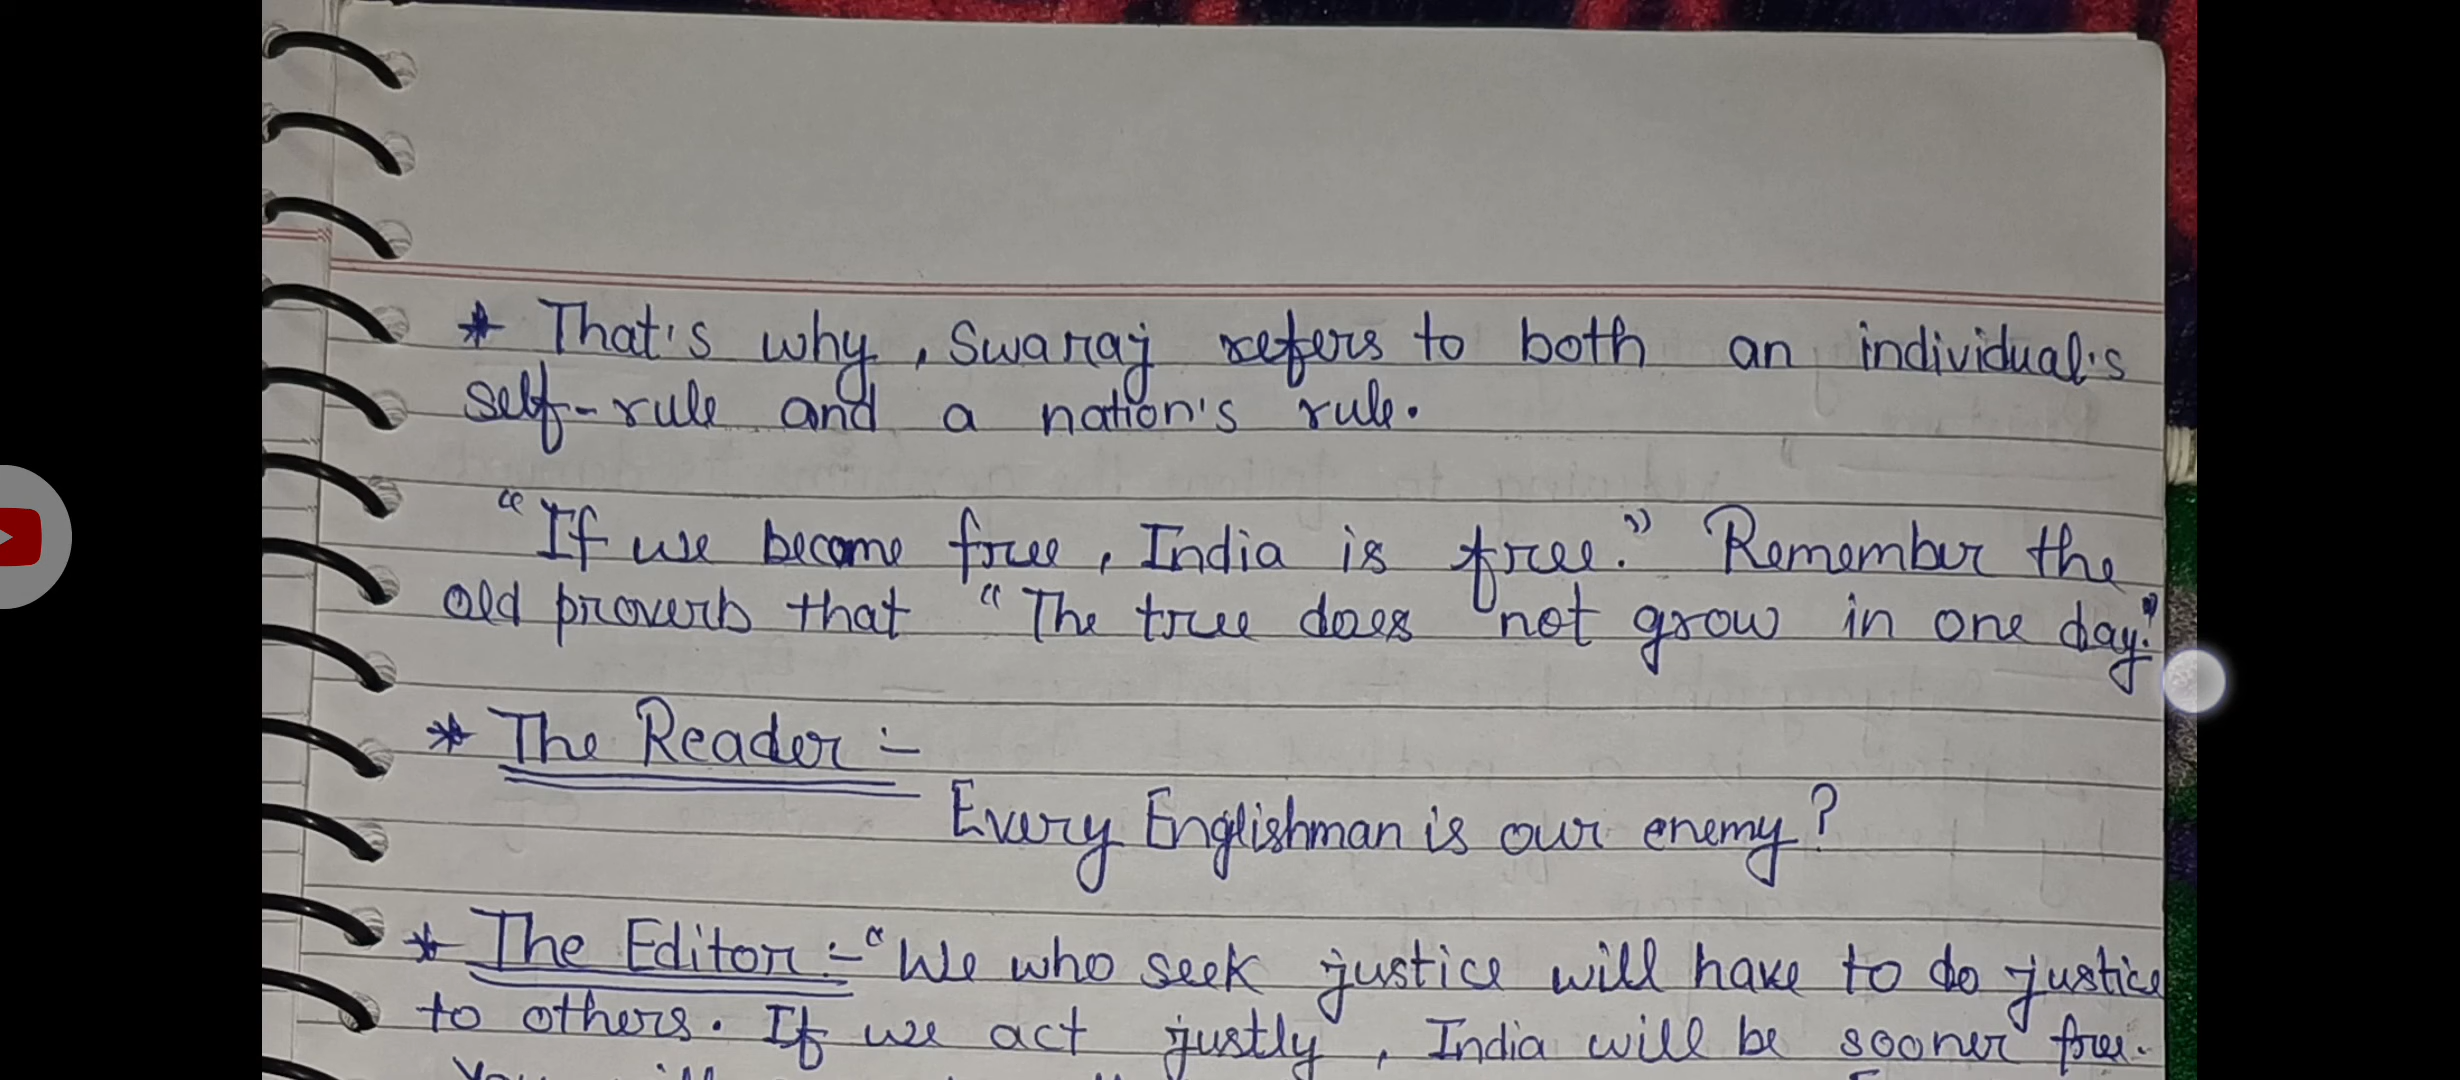 * That's why, Swaraj refers to both an individual's
self-rule and a nation's rule.
"If we become free, India is free." Remember the
old proverb that "The tree does not grow in one day."
* The Reader :-
Every Englishman is our enemy?
* The Editor :- "We who seek justice will have to do justice
to others. If we act justly, India will be sooner free.